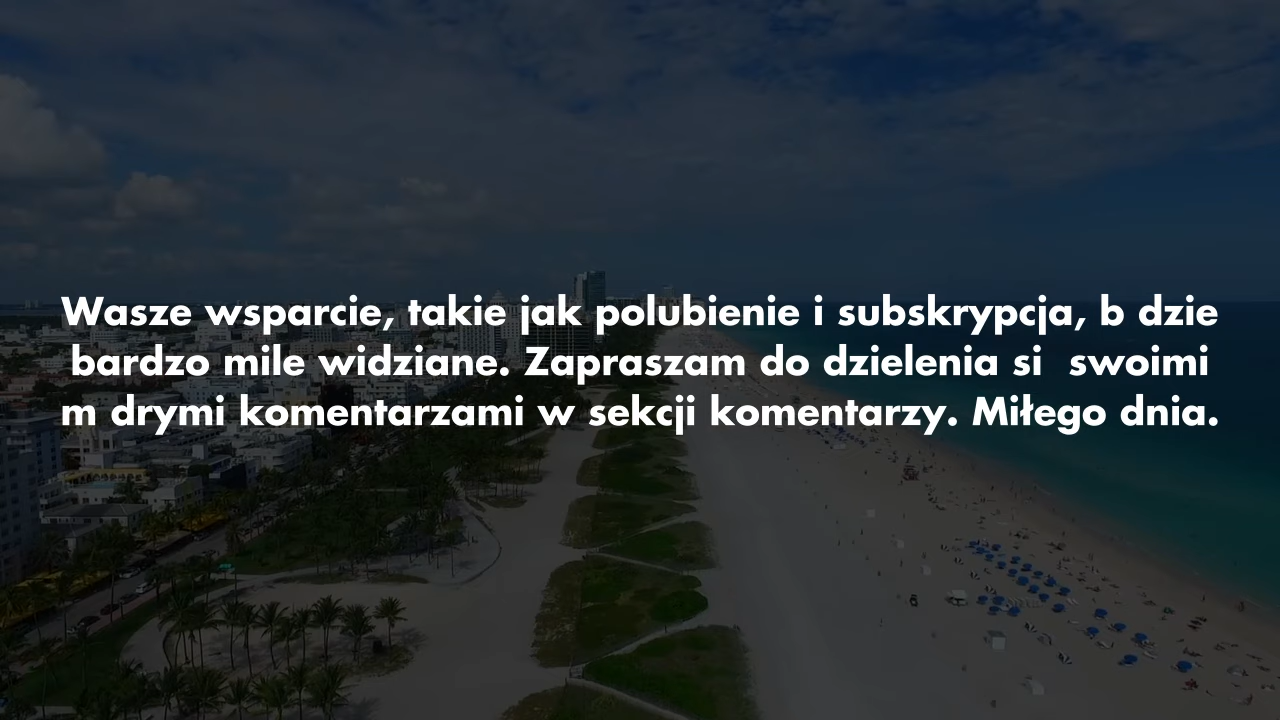 Wasze wsparcie, takie jak polubienie i subskrypcja, b dzie
bardzo mile widziane. Zapraszam do dzielenia si  swoimi
m drymi komentarzami w sekcji komentarzy. Miłego dnia.